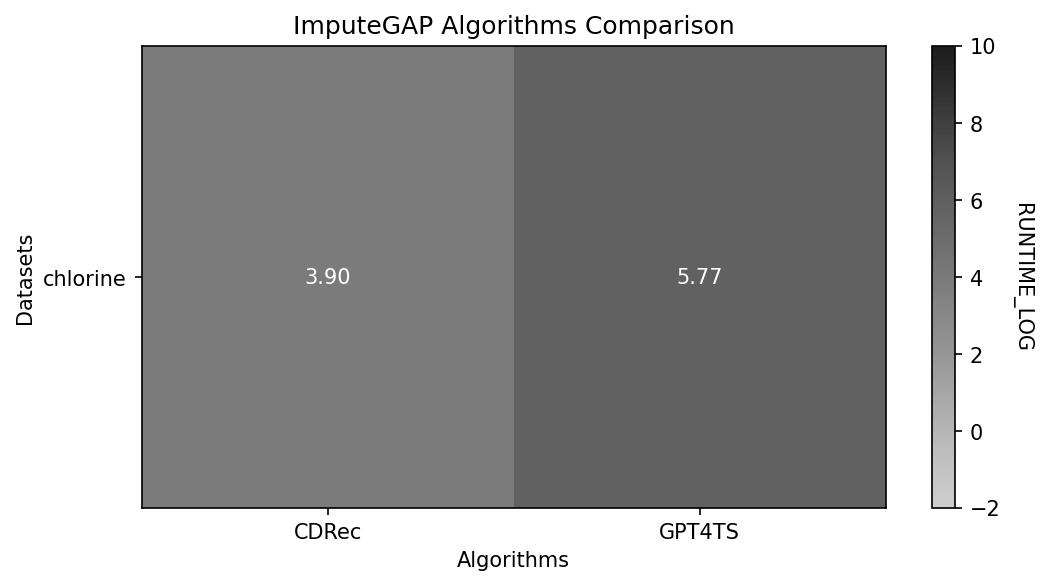 ImputeGAP Algorithms Comparison
Datasets
chlorine
3.90
5.77
CDRec
GPT4TS
Algorithms
10
8
6
4
2
0
−2
RUNTIME_LOG